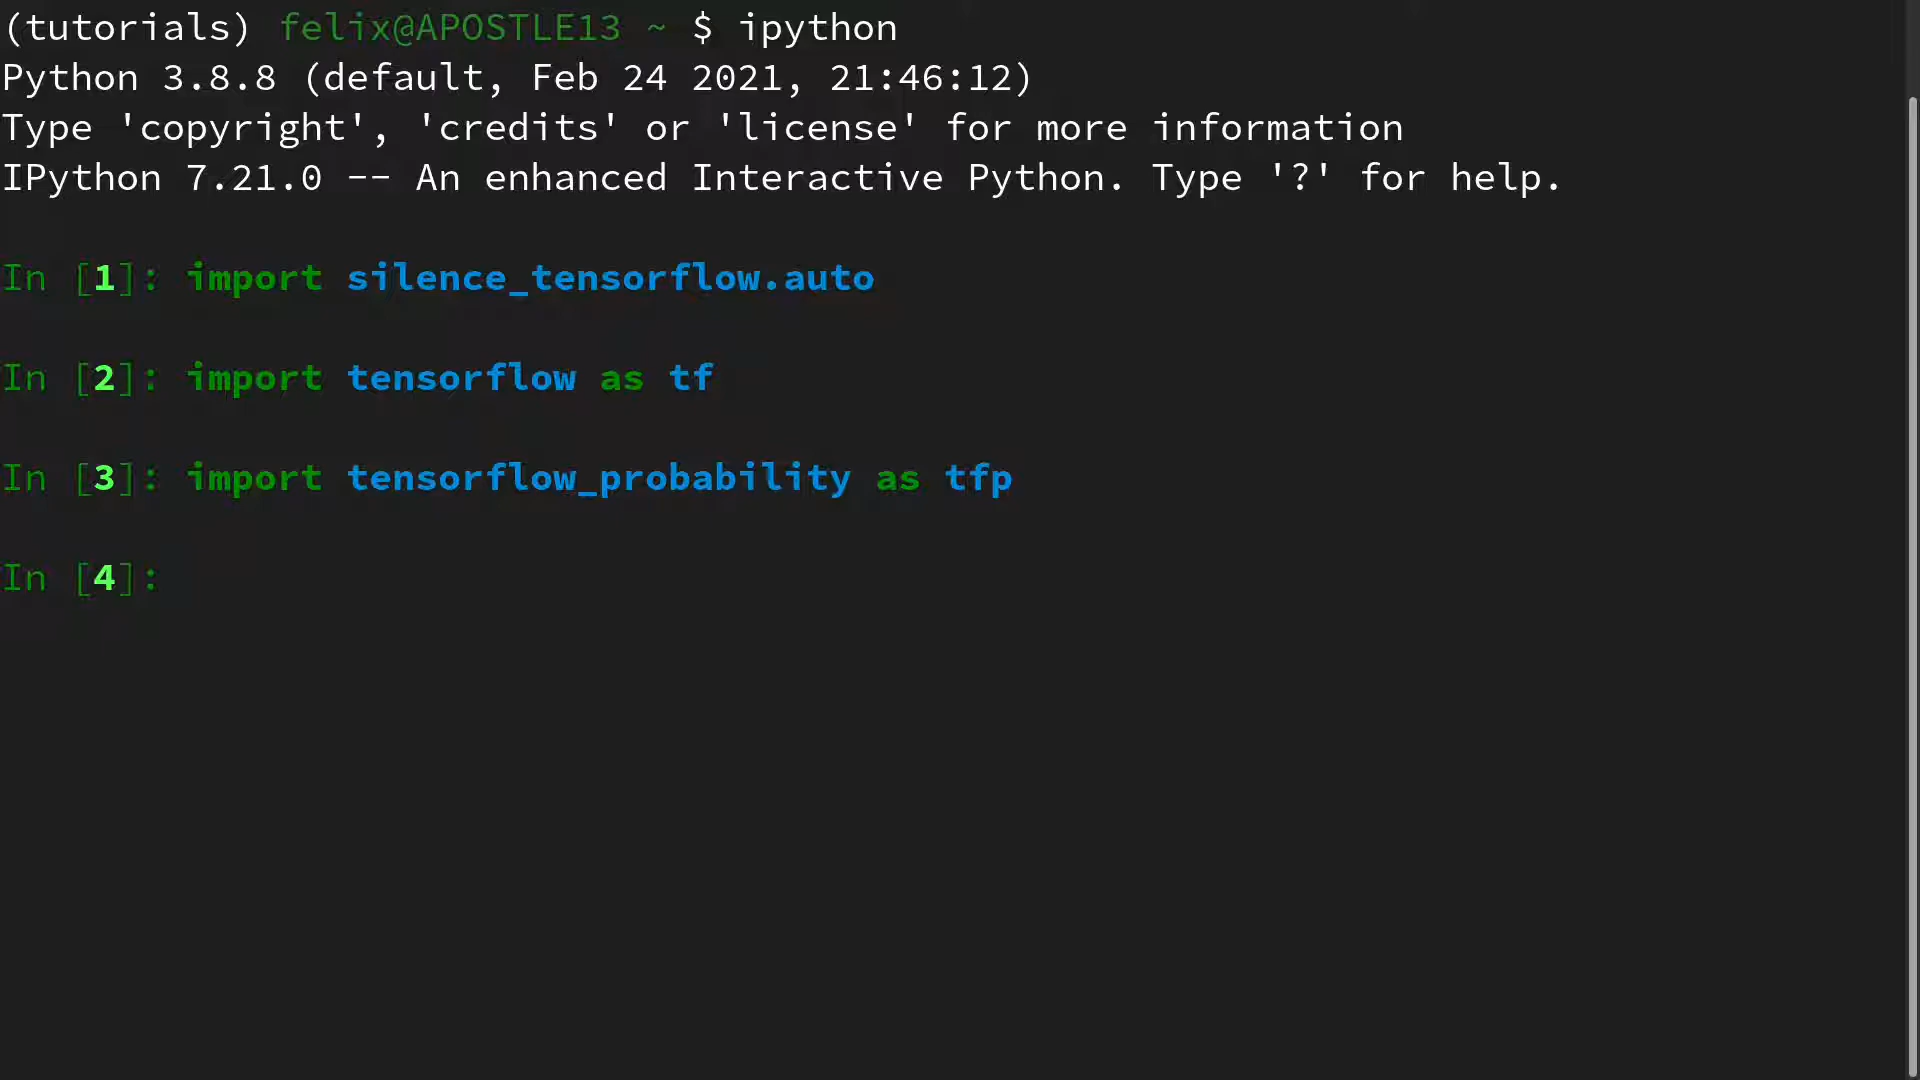 (tutorials) felix@APOSTLE13 ~ $ ipython
Python 3.8.8 (default, Feb 24 2021, 21:46:12)
Type 'copyright', 'credits' or 'license' for more information
IPython 7.21.0 -- An enhanced Interactive Python. Type '?' for help.
In [1]: import silence_tensorflow.auto
In [2]: import tensorflow as tf
In [3]: import tensorflow_probability as tfp
In [4]: